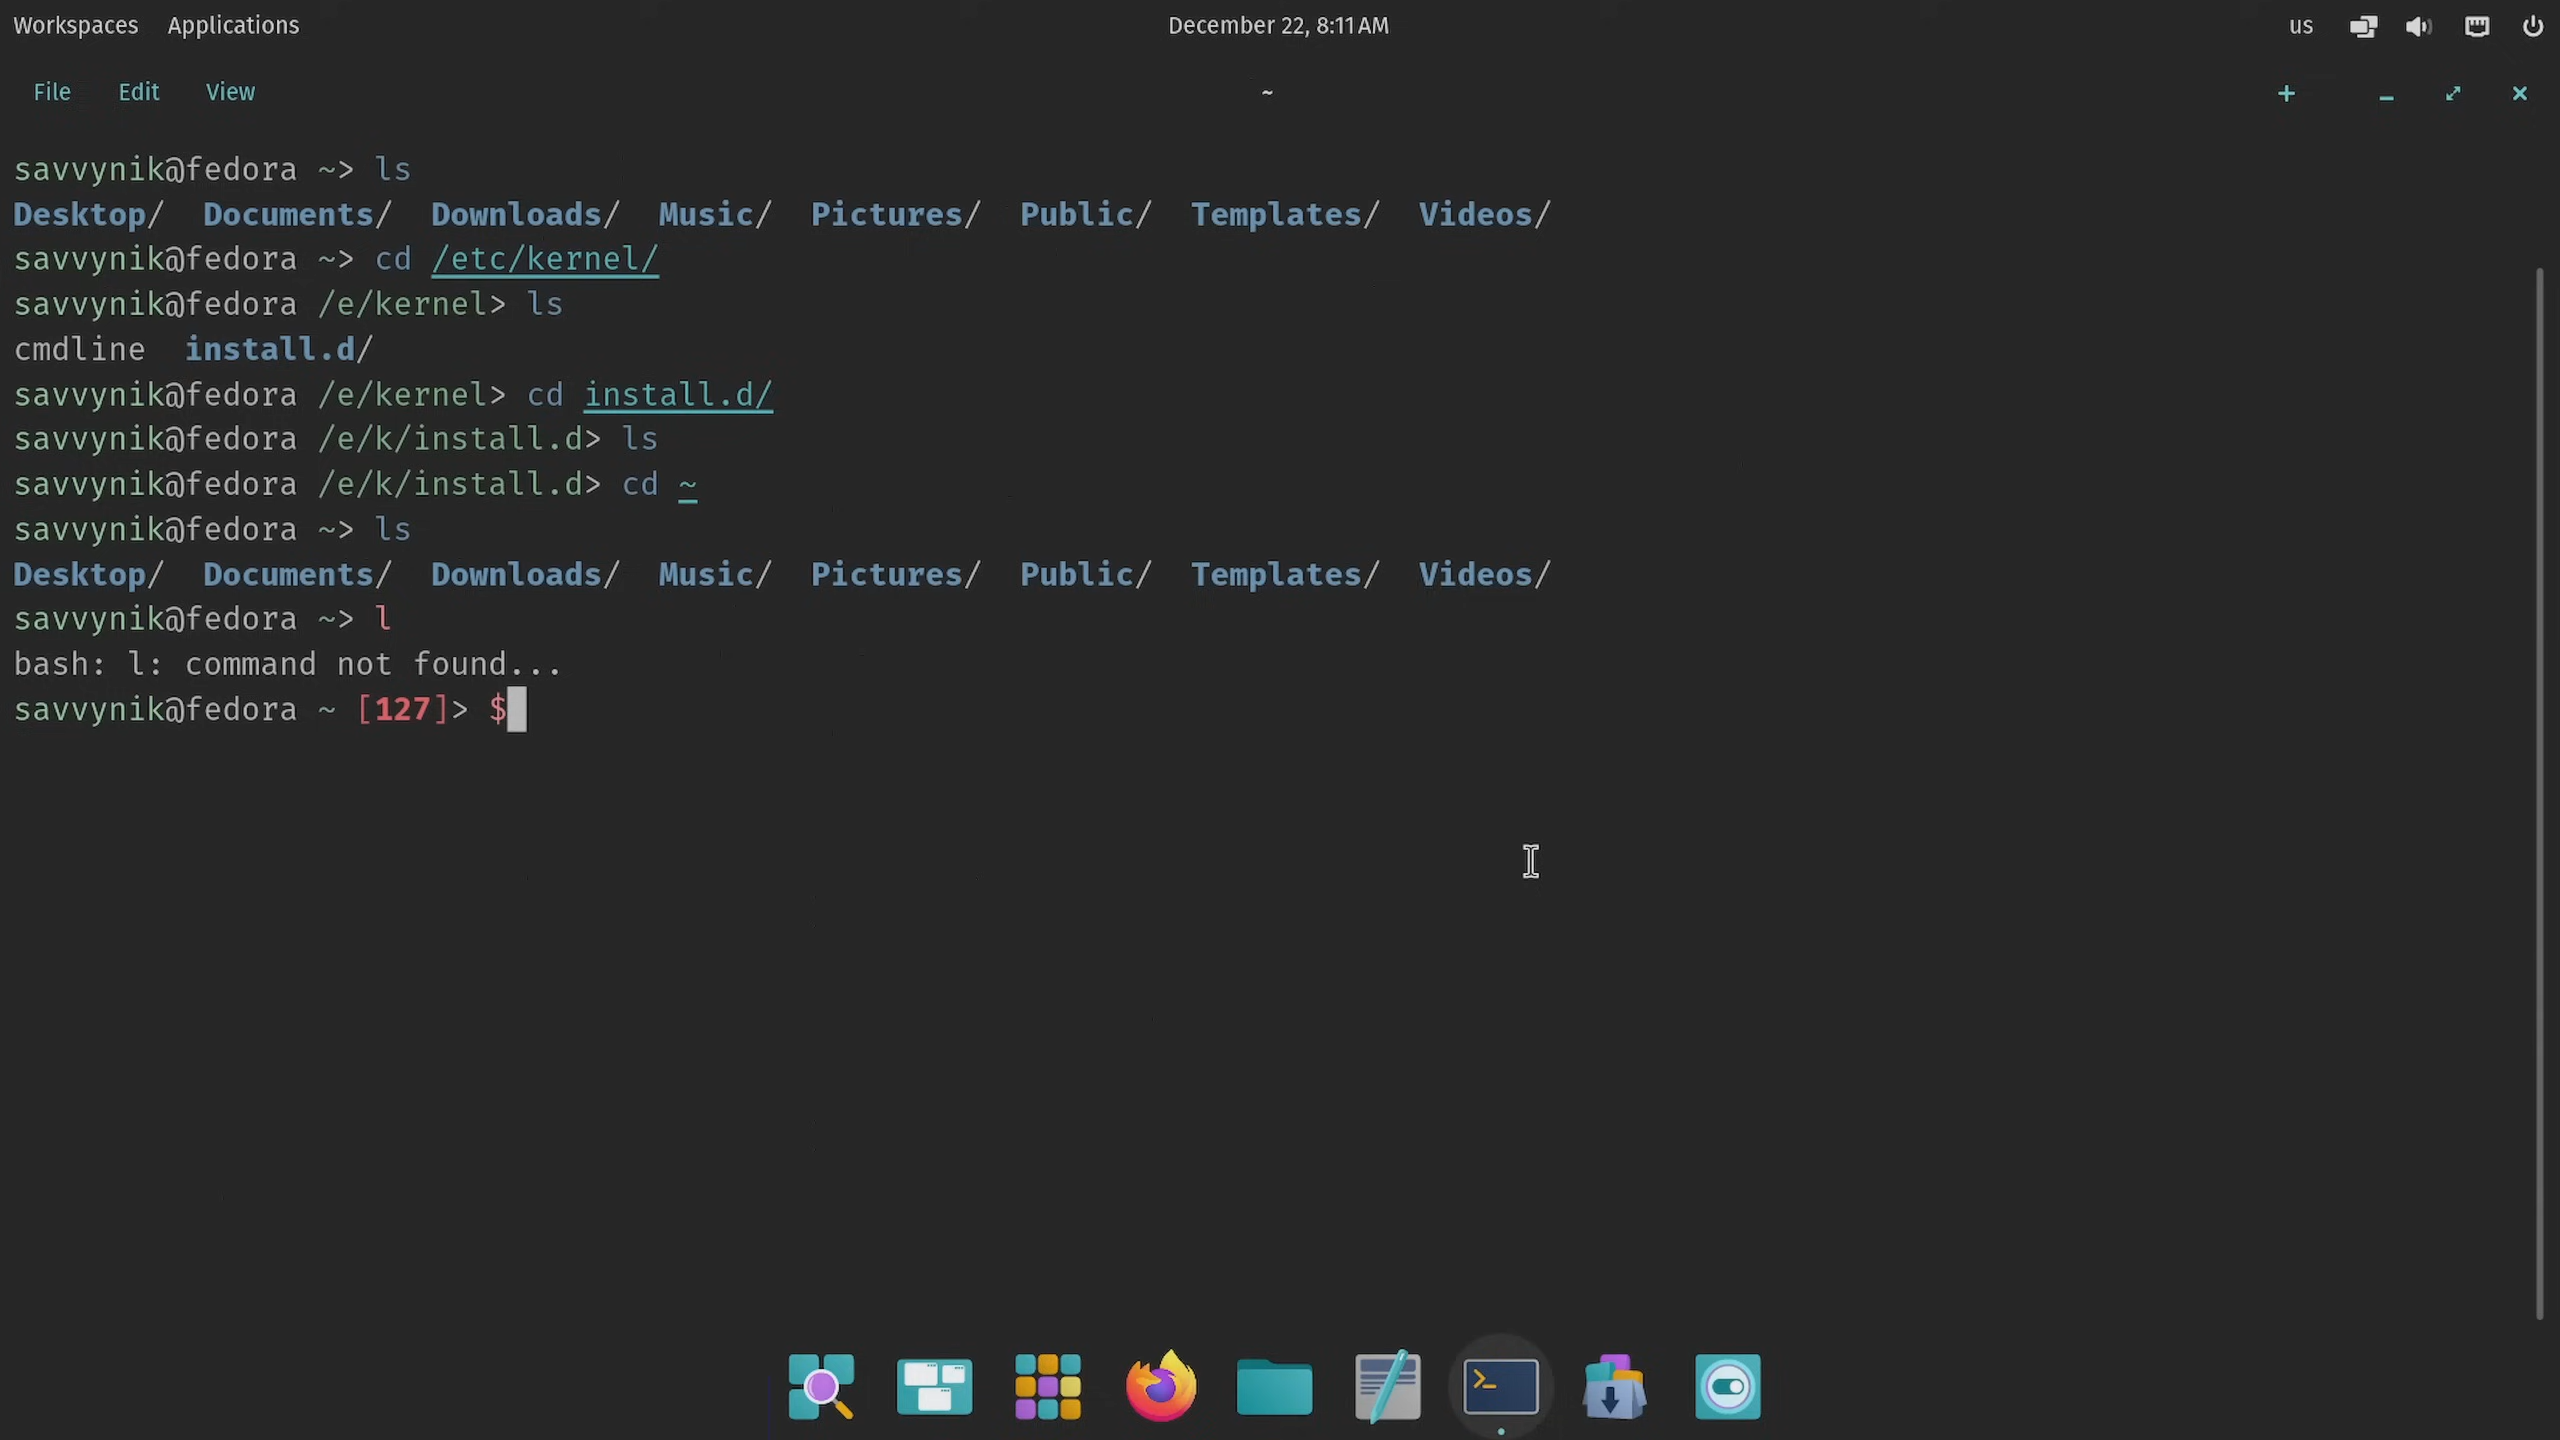 Workspaces Applications December 22, 8:11 AM us
File Edit View ~
savvynik@fedora ~> ls
Desktop/ Documents/ Downloads/ Music/ Pictures/ Public/ Templates/ Videos/
savvynik@fedora ~> cd /etc/kernel/
savvynik@fedora /e/kernel> ls
cmdline install.d/
savvynik@fedora /e/kernel> cd install.d/
savvynik@fedora /e/k/install.d> ls
savvynik@fedora /e/k/install.d> cd ~
savvynik@fedora ~> ls
Desktop/ Documents/ Downloads/ Music/ Pictures/ Public/ Templates/ Videos/
savvynik@fedora ~> l
bash: l: command not found...
savvynik@fedora ~ [127]> $